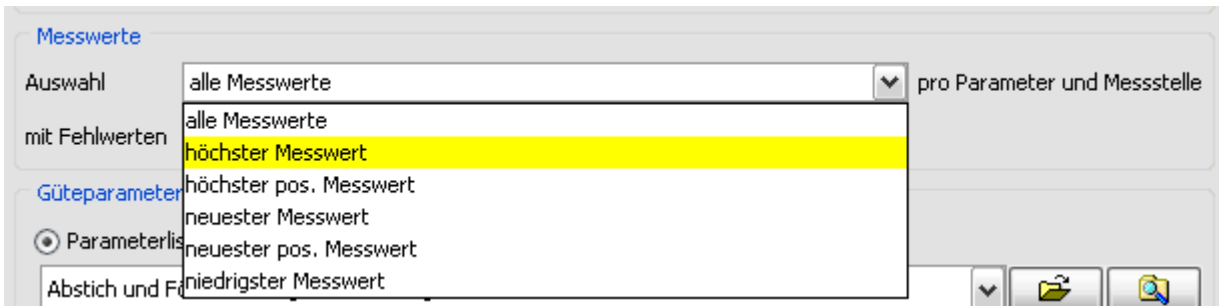 Messwerte
Auswahl alle Messwerte pro Parameter und Messstelle
alle Messwerte
mit Fehlwerten
höchster Messwert
höchster pos. Messwert
Güteparameter
neuester Messwert
Parameterlis
neuester pos. Messwert
niedrigster Messwert
Abstich und Fö